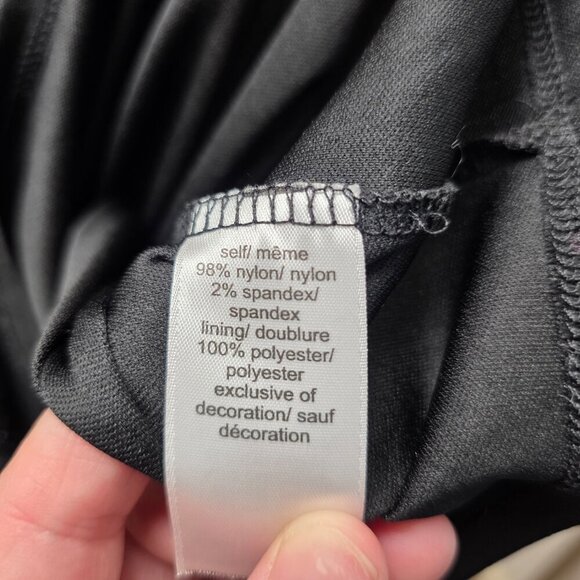 self/ même
98% nylon/ nylon
2% spandex/
spandex
lining/ doublure
100% polyester/
polyester
exclusive of
decoration/ sauf
décoration